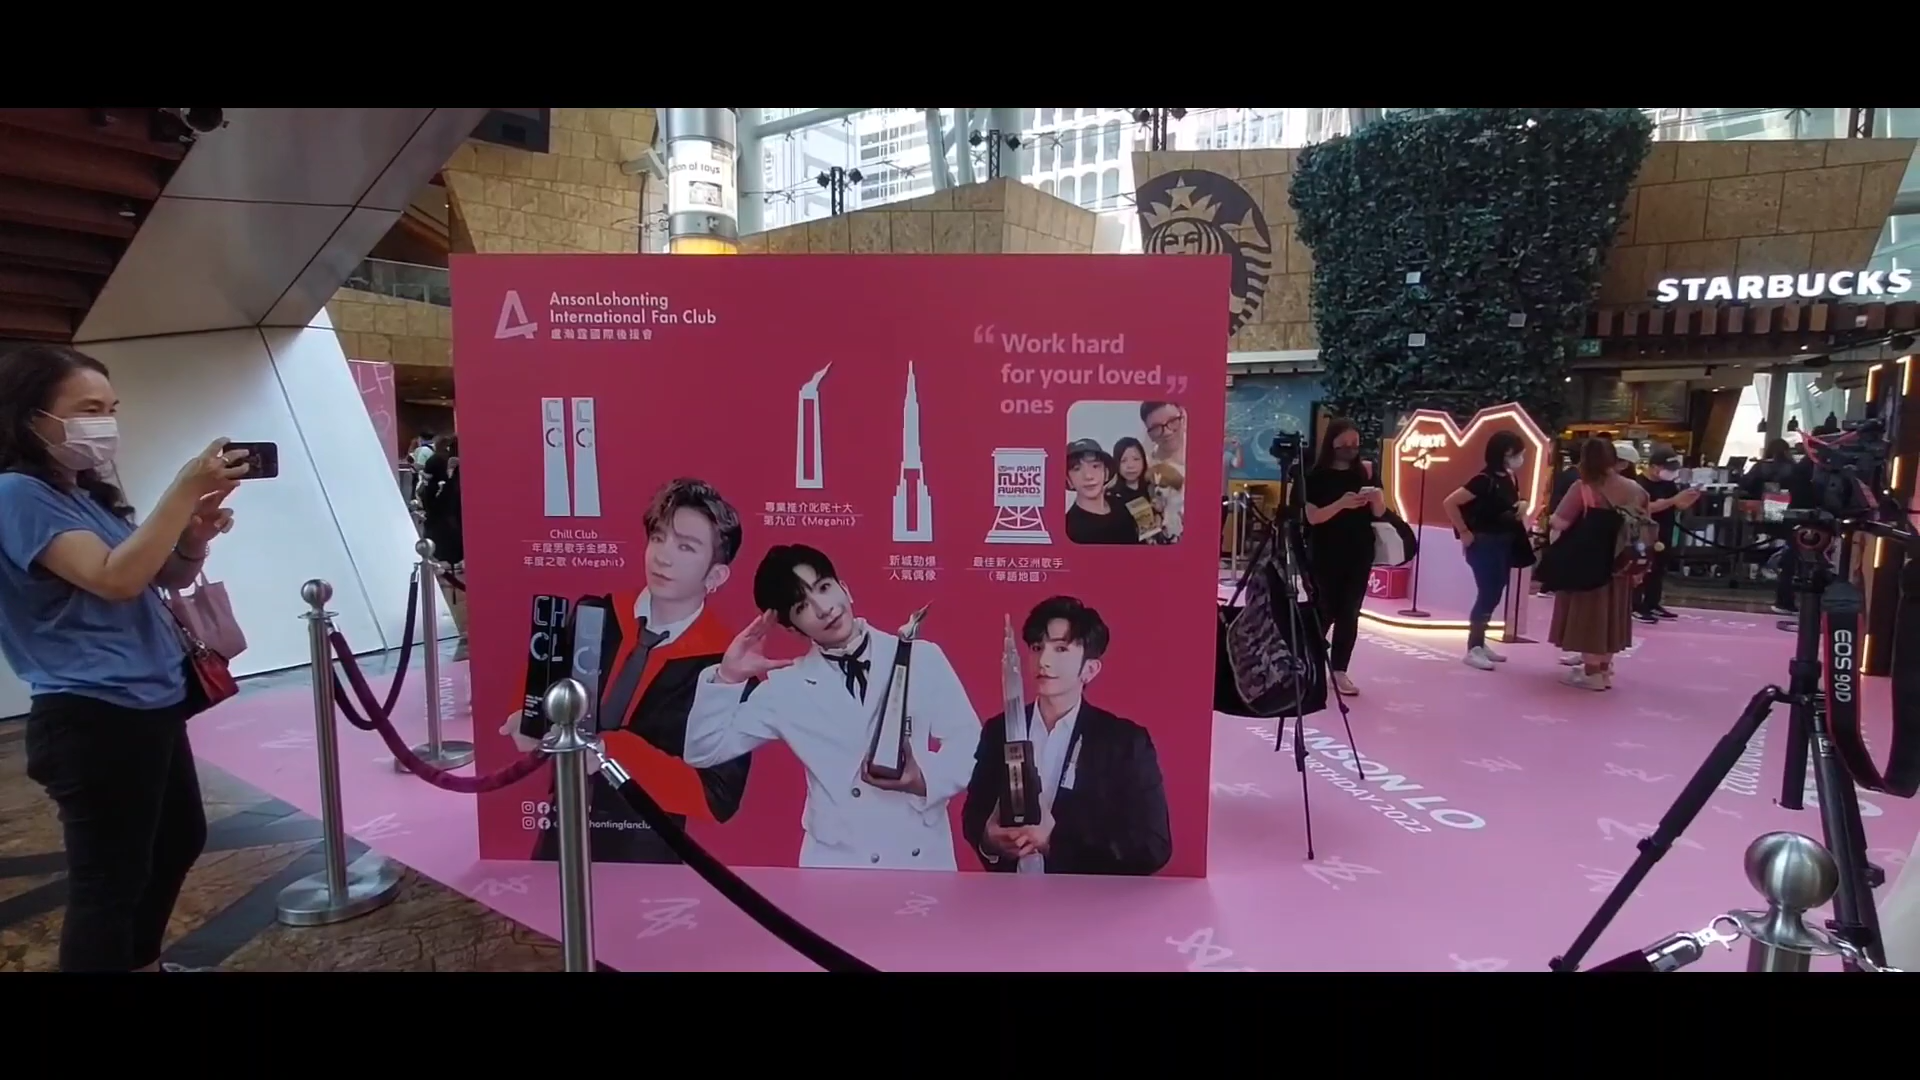 AnsonLohonting
International Fan Club
盧瀚霆國際後援會
“Work hard
for your loved
ones”
Chill Club
年度男歌手金獎及
年度之歌《Megahit》
專業推介叱咤十大
第九位《Megahit》
新城勁爆
人氣偶像
ASIAN
MUSIC
AWARDS
最佳新人亞洲歌手
（華語地區）
CH
CL
STARBUCKS
ANSON LO
BIRTHDAY 2022
EOS 90D